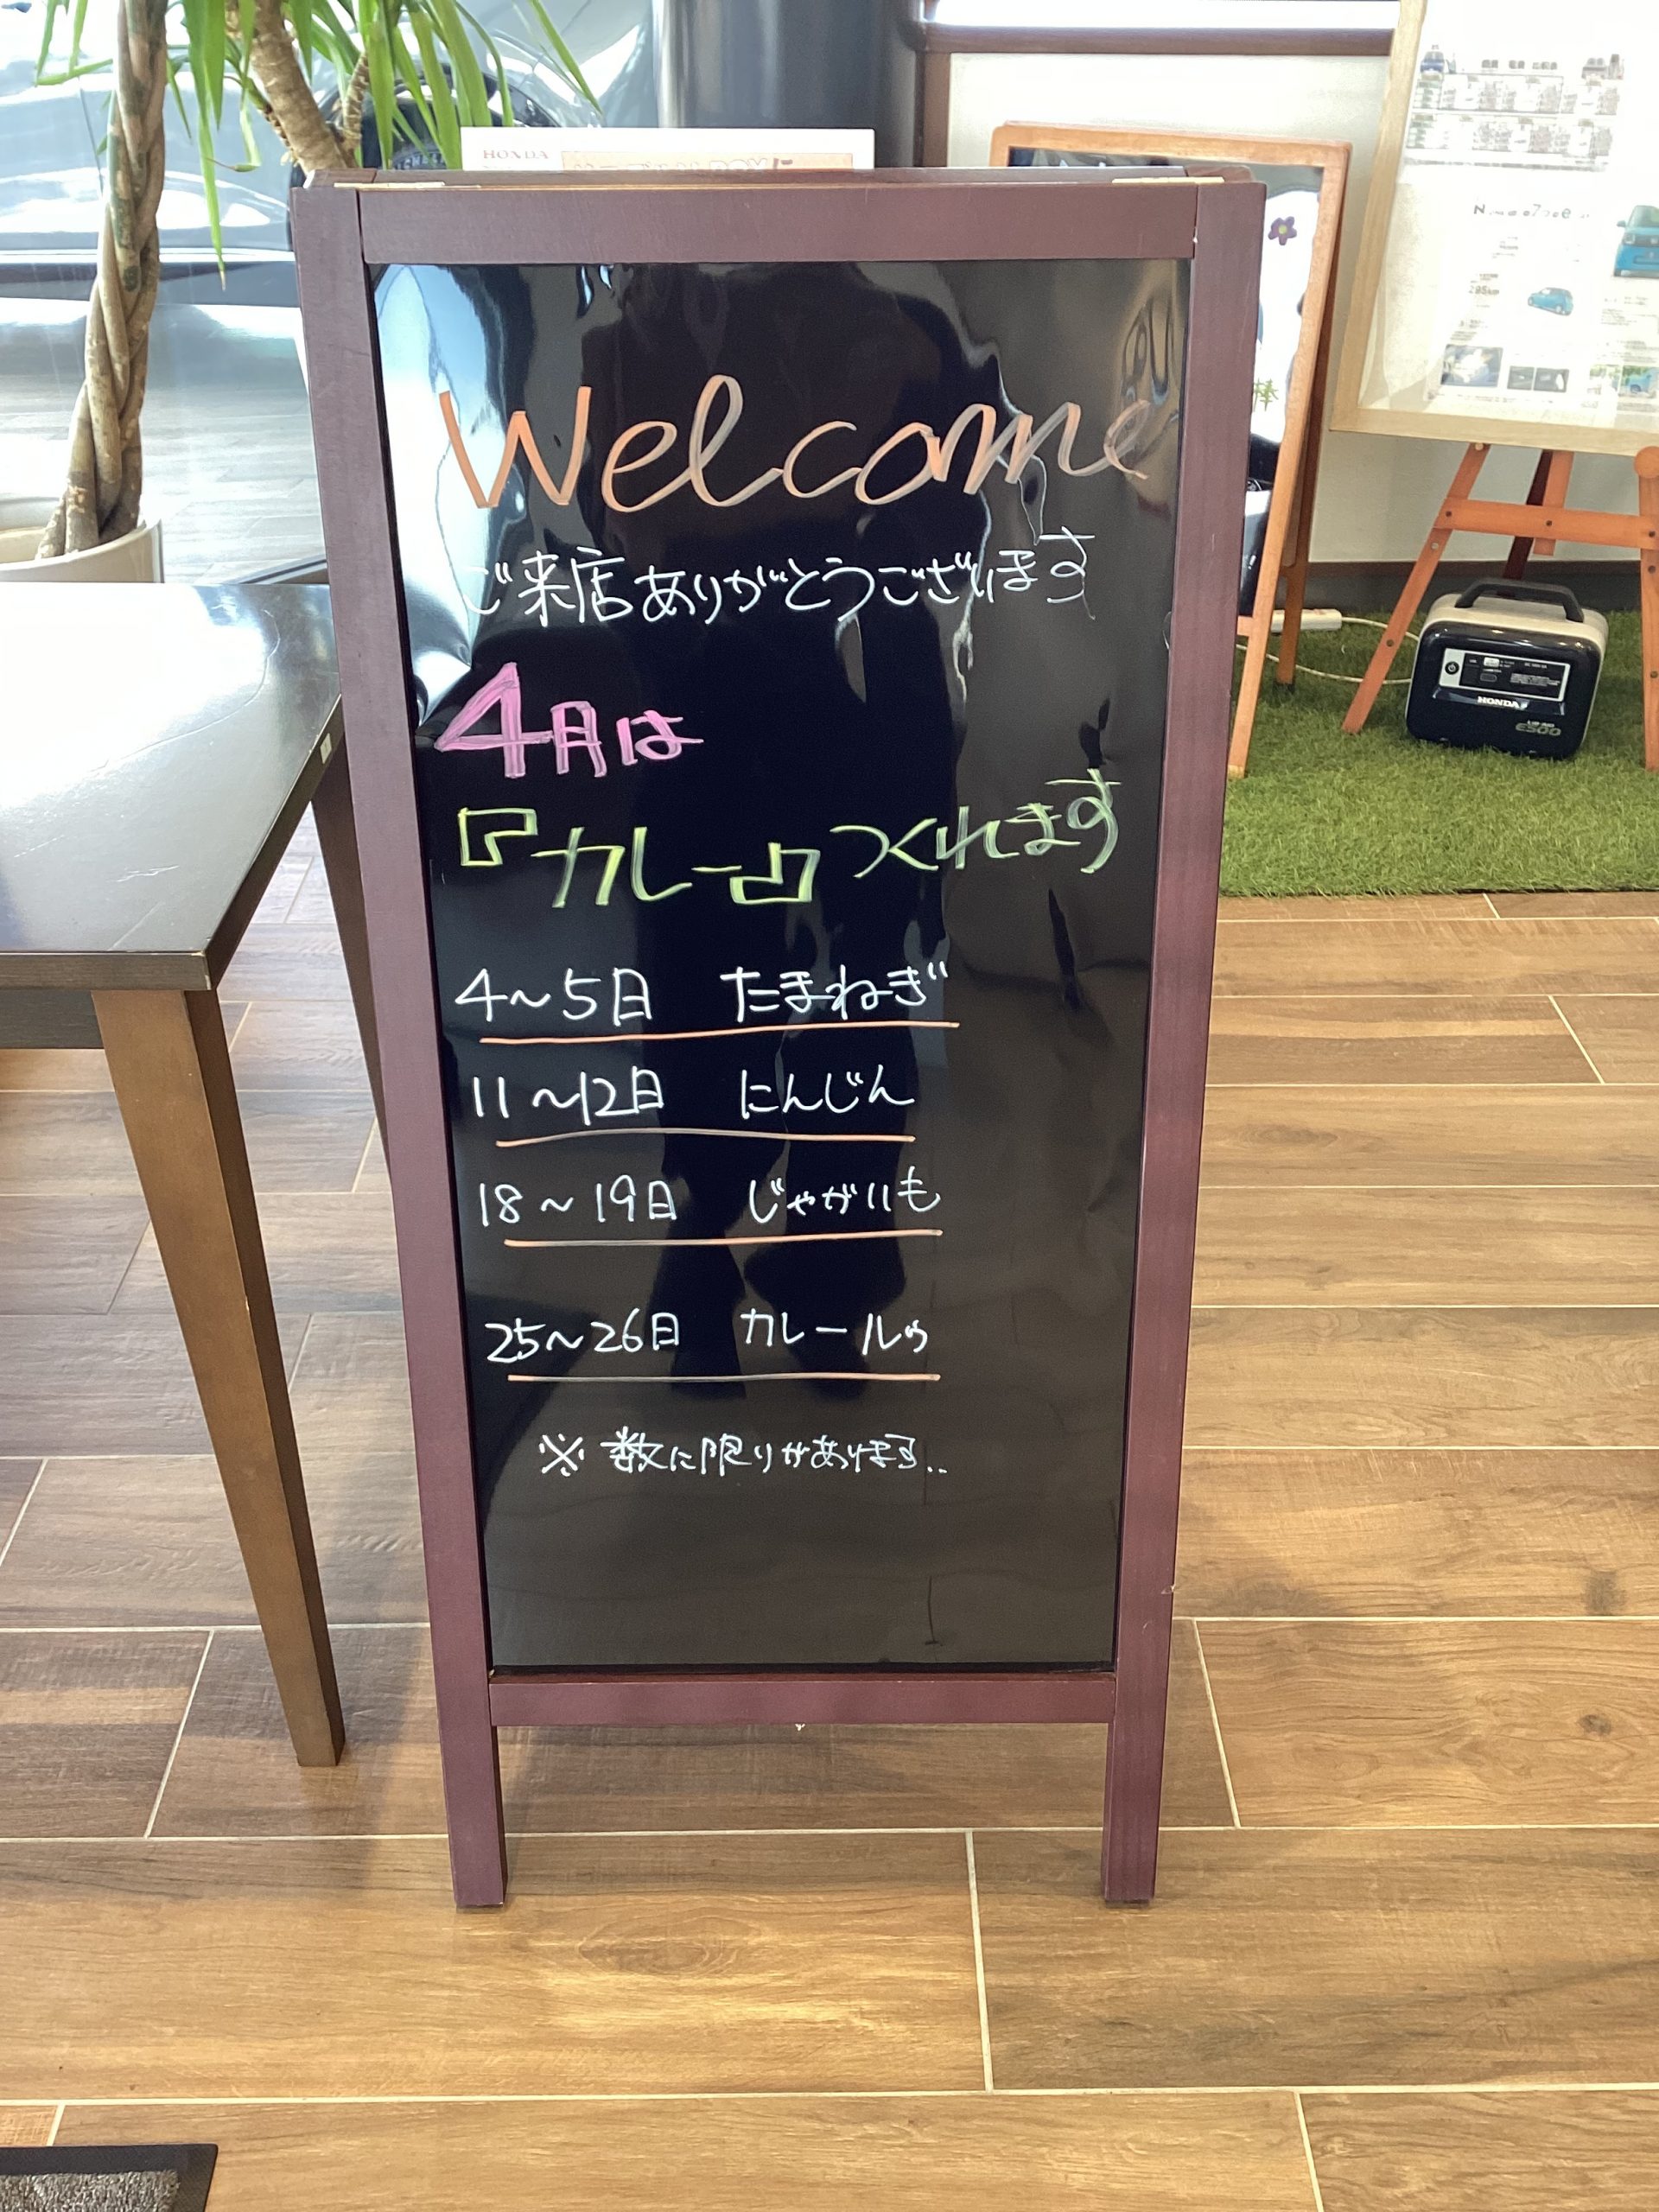 HONDA
Welcome
ご来店ありがとうございます
4月は
『カレー』つくれます
4～5日 たまねぎ
11～12日 にんじん
18～19日 じゃがいも
25～26日 カレールゥ
※ 数に限りがあります..
HONDA
E500